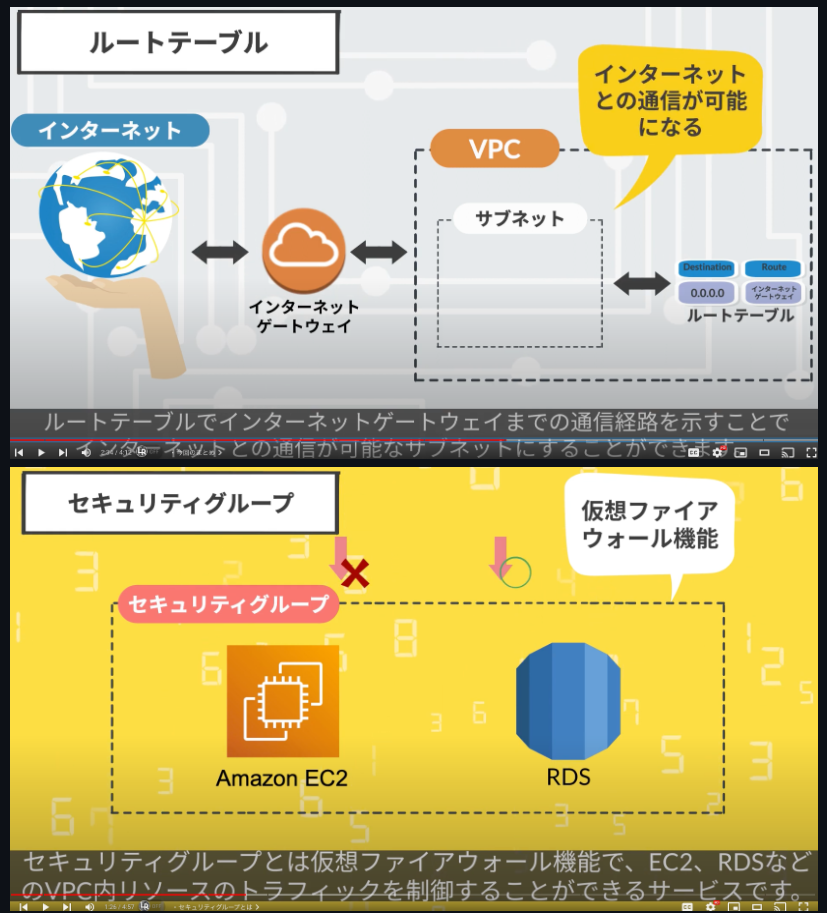 ルートテーブル
インターネット
との通信が可能
になる
インターネット
VPC
サブネット
Destination
Route
0.0.0.0
インターネット
ゲートウェイ
ルートテーブル
インターネット
ゲートウェイ
ルートテーブルでインターネットゲートウェイまでの通信経路を示すことで
インターネットとの通信が可能なサブネットにすることができます。
セキュリティグループ
仮想ファイア
ウォール機能
セキュリティグループ
Amazon EC2
RDS
セキュリティグループとは仮想ファイアウォール機能で、EC2、RDSなど
のVPC内リソースのトラフィックを制御することができるサービスです。
1:26 / 4:57
・セキュリティグループとは